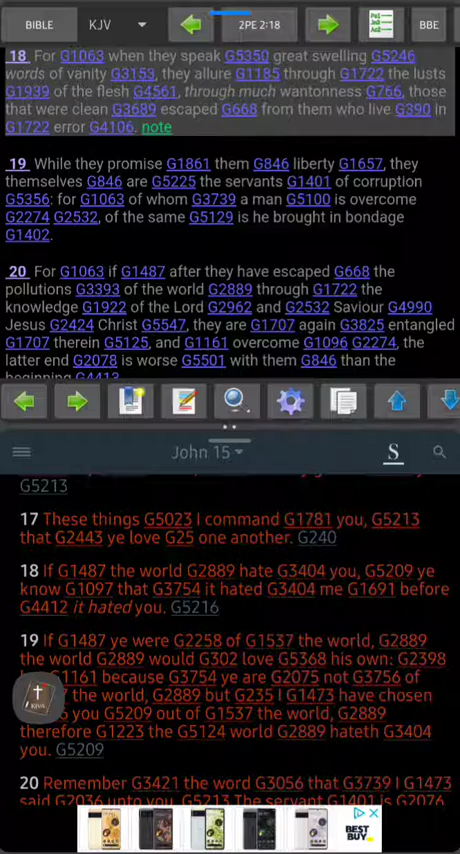 BIBLE KJV 2PE 2:18 BBE
18 For G1063 when they speak G5350 great swelling G5246
words of vanity G3153, they allure G1185 through G1722 the lusts
G1939 of the flesh G4561, through much wantonness G766, those
that were clean G3689 escaped G668 from them who live G390 in
G1722 error G4106. note
19 While they promise G1861 them G846 liberty G1657, they
themselves G846 are G5225 the servants G1401 of corruption
G5356: for G1063 of whom G3739 a man G5100 is overcome
G2274 G2532, of the same G5129 is he brought in bondage
G1402.
20 For G1063 if G1487 after they have escaped G668 the
pollutions G3393 of the world G2889 through G1722 the
knowledge G1922 of the Lord G2962 and G2532 Saviour G4990
Jesus G2424 Christ G5547, they are G1707 again G3825 entangled
G1707 therein G5125, and G1161 overcome G1096 G2274, the
latter end G2078 is worse G5501 with them G846 than the
beginning G4413
John 15 S
G5213
17 These things G5023 I command G1781 you, G5213
that G2443 ye love G25 one another. G240
18 If G1487 the world G2889 hate G3404 you, G5209 ye
know G1097 that G3754 it hated G3404 me G1691 before
G4412 it hated you. G5216
19 If G1487 ye were G2258 of G1537 the world, G2889
the world G2889 would G302 love G5368 his own: G2398
G1161 because G3754 ye are G2075 not G3756 of
the world, G2889 but G235 I G1473 have chosen
you G5209 out of G1537 the world, G2889
therefore G1223 the G5124 world G2889 hateth G3404
you. G5209
20 Remember G3421 the word G3056 that G3739 I G1473
said G2036 unto you, G5213 The servant G1401 is G2076
BEST
BUY